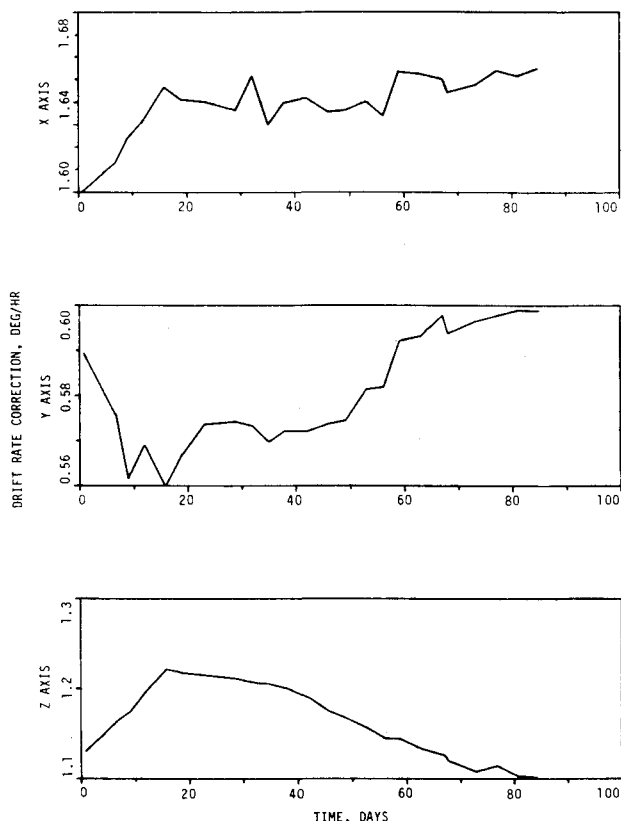 DRIFT RATE CORRECTION, DEG/HR
X AXIS
1.68
1.64
1.60
0 20 40 60 80 100
Y AXIS
0.60
0.58
0.56
0 20 40 60 80 100
Z AXIS
1.3
1.2
1.1
0 20 40 60 80 100
TIME, DAYS